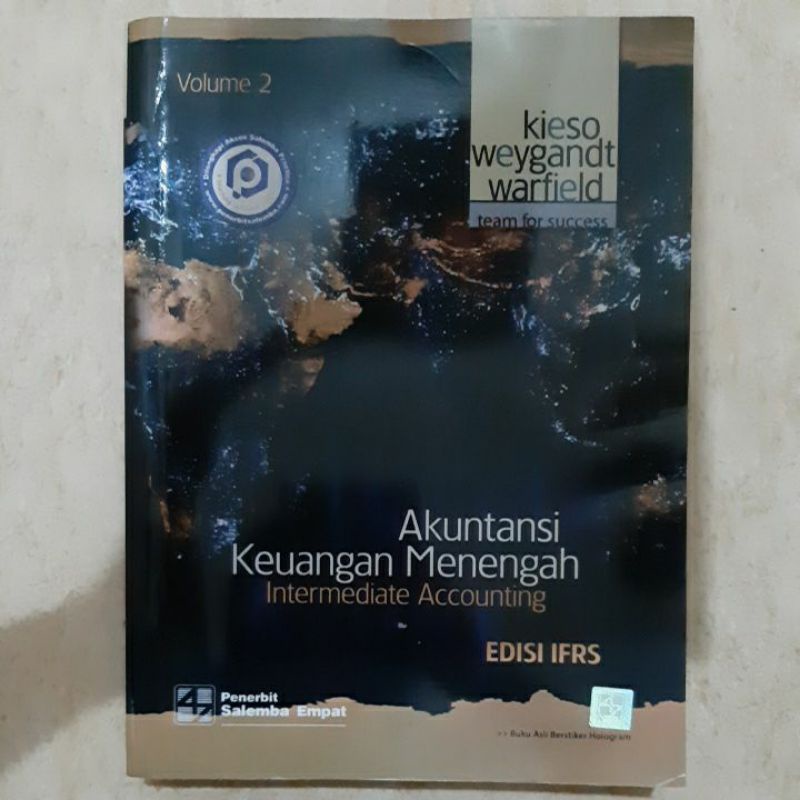 Volume 2
kieso
weygandt
warfield
team for success
Akuntansi
Keuangan Menengah
Intermediate Accounting
EDISI IFRS
Penerbit
Salemba Empat
>> Buku Asli Berstiker Hologram